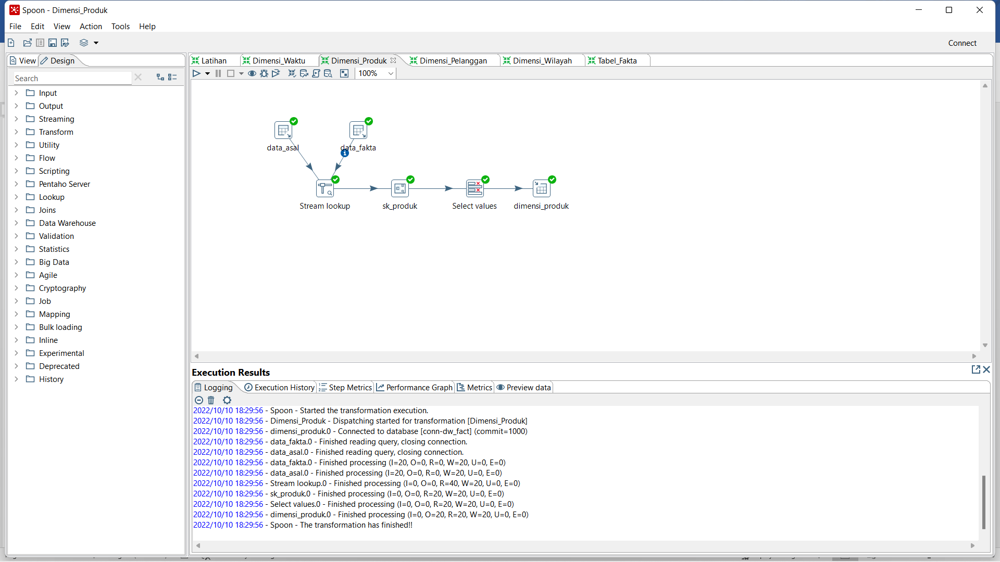 Spoon - Dimensi_Produk
File Edit View Action Tools Help
Connect
View Design
Search
Input
Output
Streaming
Transform
Utility
Flow
Scripting
Pentaho Server
Lookup
Joins
Data Warehouse
Validation
Statistics
Big Data
Agile
Cryptography
Job
Mapping
Bulk loading
Inline
Experimental
Deprecated
History
Latihan Dimensi_Waktu Dimensi_Produk Dimensi_Pelanggan Dimensi_Wilayah Tabel_Fakta
100%
data_asal data_fakta
Stream lookup sk_produk Select values dimensi_produk
Execution Results
Logging Execution History Step Metrics Performance Graph Metrics Preview data
2022/10/10 18:29:56 - Spoon - Started the transformation execution.
2022/10/10 18:29:56 - Dimensi_Produk - Dispatching started for transformation [Dimensi_Produk]
2022/10/10 18:29:56 - dimensi_produk.0 - Connected to database [conn-dw_fact] (commit=1000)
2022/10/10 18:29:56 - data_fakta.0 - Finished reading query, closing connection.
2022/10/10 18:29:56 - data_asal.0 - Finished reading query, closing connection.
2022/10/10 18:29:56 - data_fakta.0 - Finished processing (I=20, O=0, R=0, W=20, U=0, E=0)
2022/10/10 18:29:56 - data_asal.0 - Finished processing (I=20, O=0, R=0, W=20, U=0, E=0)
2022/10/10 18:29:56 - Stream lookup.0 - Finished processing (I=0, O=0, R=40, W=20, U=0, E=0)
2022/10/10 18:29:56 - sk_produk.0 - Finished processing (I=0, O=0, R=20, W=20, U=0, E=0)
2022/10/10 18:29:56 - Select values.0 - Finished processing (I=0, O=0, R=20, W=20, U=0, E=0)
2022/10/10 18:29:56 - dimensi_produk.0 - Finished processing (I=0, O=20, R=20, W=20, U=0, E=0)
2022/10/10 18:29:56 - Spoon - The transformation has finished!!